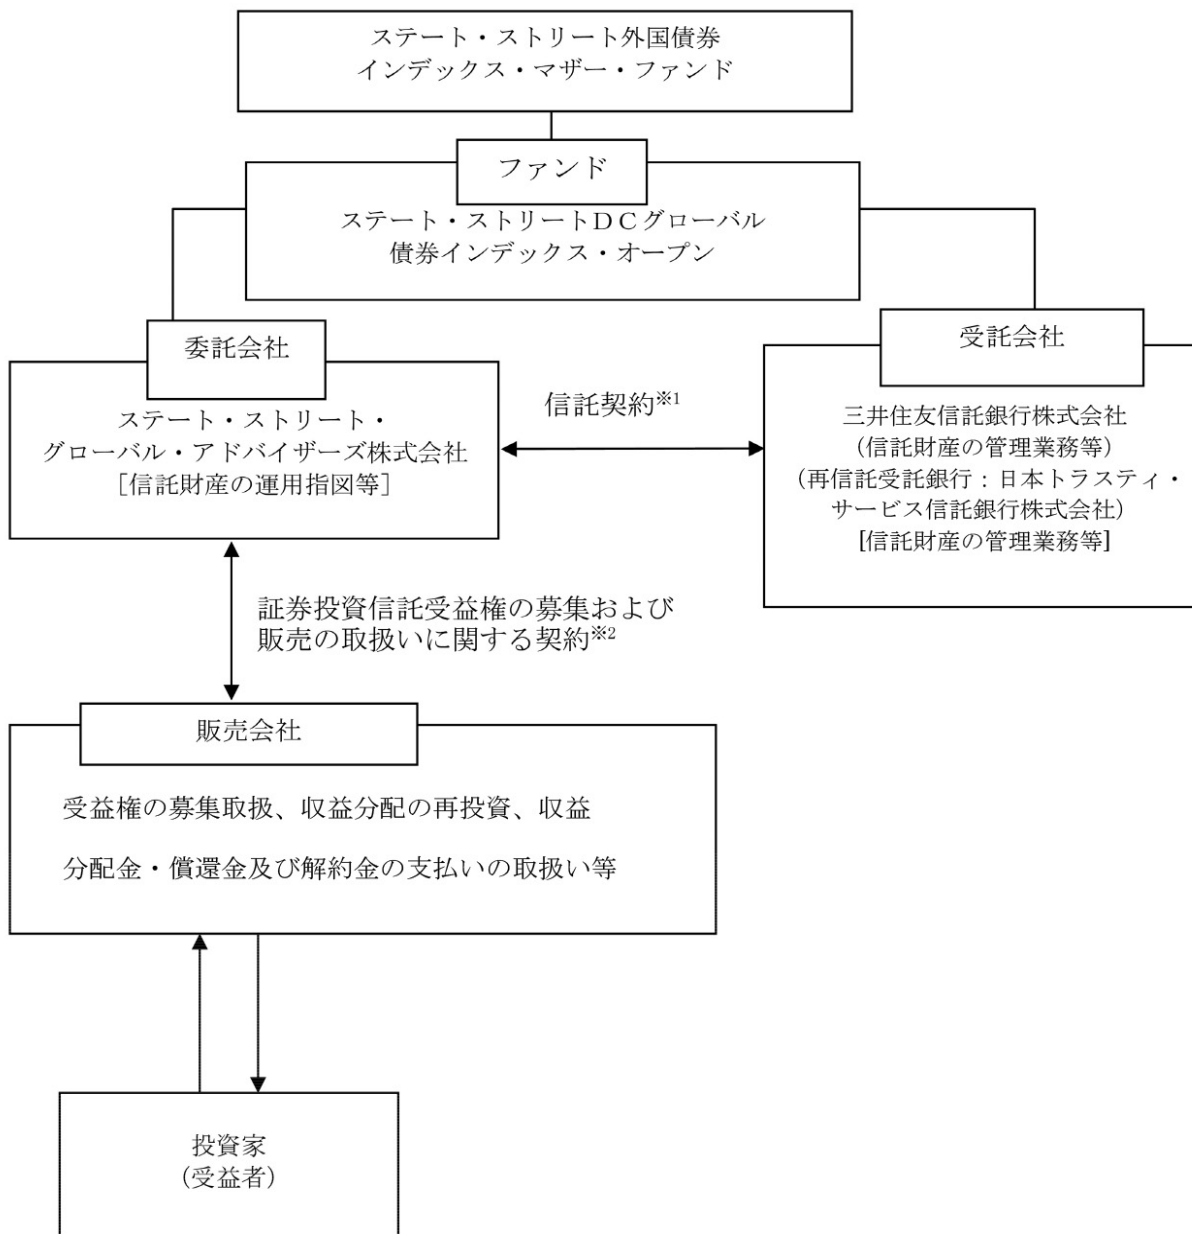 ステート・ストリート外国債券
インデックス・マザー・ファンド
ファンド
ステート・ストリートDCグローバル
債券インデックス・オープン
委託会社
ステート・ストリート・
グローバル・アドバイザーズ株式会社
[信託財産の運用指図等]
信託契約※1
受託会社
三井住友信託銀行株式会社
(信託財産の管理業務等)
(再信託受託銀行：日本トラスティ・
サービス信託銀行株式会社)
[信託財産の管理業務等]
証券投資信託受益権の募集および
販売の取扱いに関する契約※2
販売会社
受益権の募集取扱、収益分配の再投資、収益
分配金・償還金及び解約金の支払いの取扱い等
投資家
(受益者)